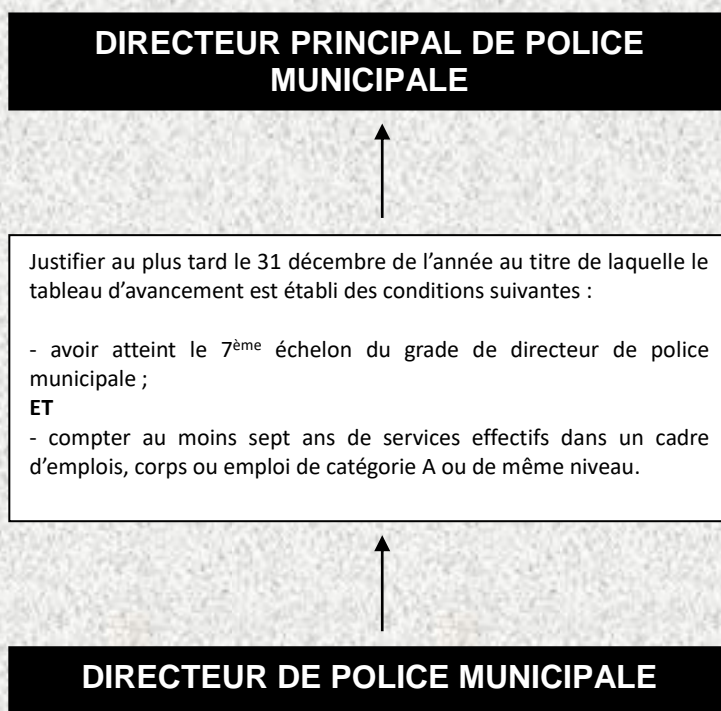 DIRECTEUR PRINCIPAL DE POLICE
MUNICIPALE
Justifier au plus tard le 31 décembre de l’année au titre de laquelle le
tableau d’avancement est établi des conditions suivantes :
- avoir atteint le 7ème échelon du grade de directeur de police
municipale ;
ET
- compter au moins sept ans de services effectifs dans un cadre
d’emplois, corps ou emploi de catégorie A ou de même niveau.
DIRECTEUR DE POLICE MUNICIPALE